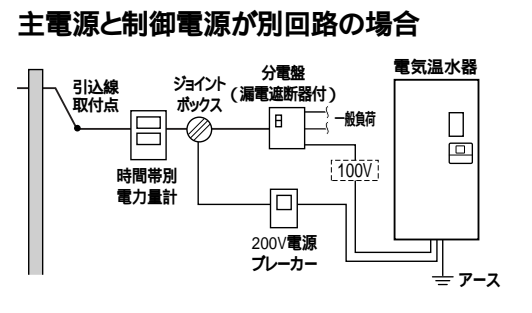 主電源と制御電源が別回路の場合
引込線
取付点
ジョイント
ボックス
分電盤
（漏電遮断器付）
電気温水器
一般負荷
時間帯別
電力量計
100V
200V電源
ブレーカー
アース